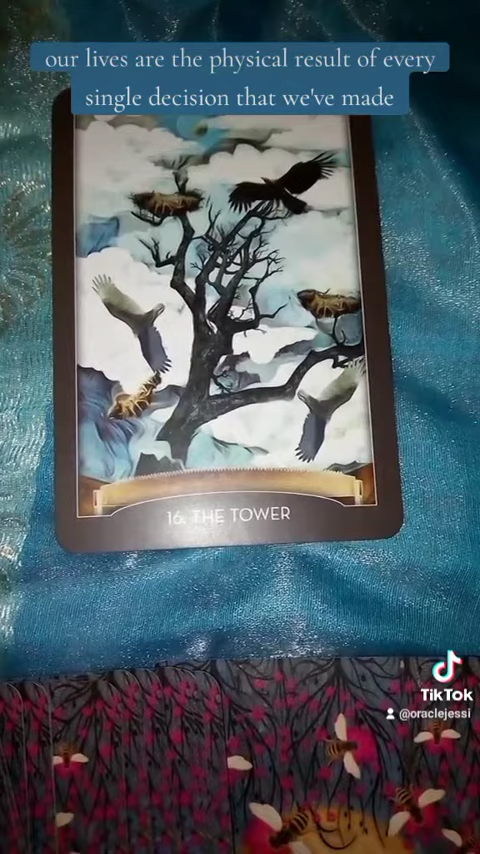 our lives are the physical result of every
single decision that we've made
16. THE TOWER
TikTok
@oraclejessi